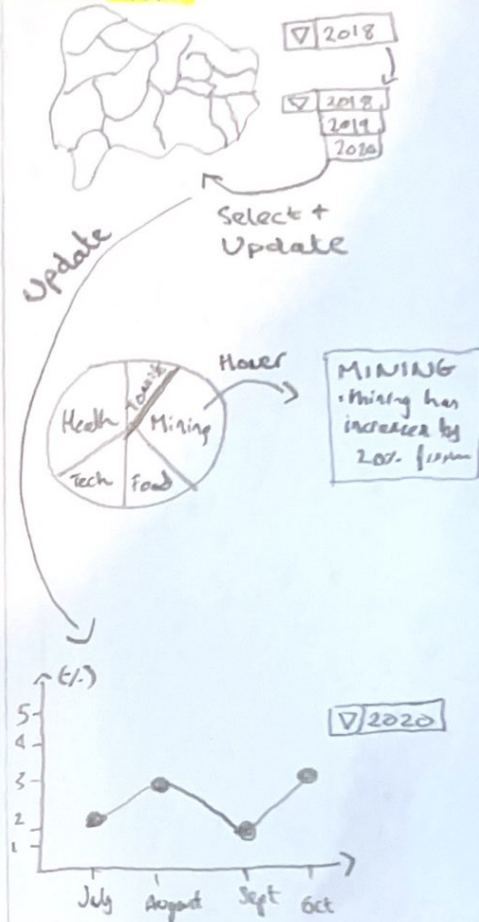 2018
2018
2019
2020
Select +
Update
Update
Hover
Health
Mining
Tech
Food
MINING
• Mining has
increased by
20%
(%)
2020
5
4
3
2
1
July
August
Sept
Oct